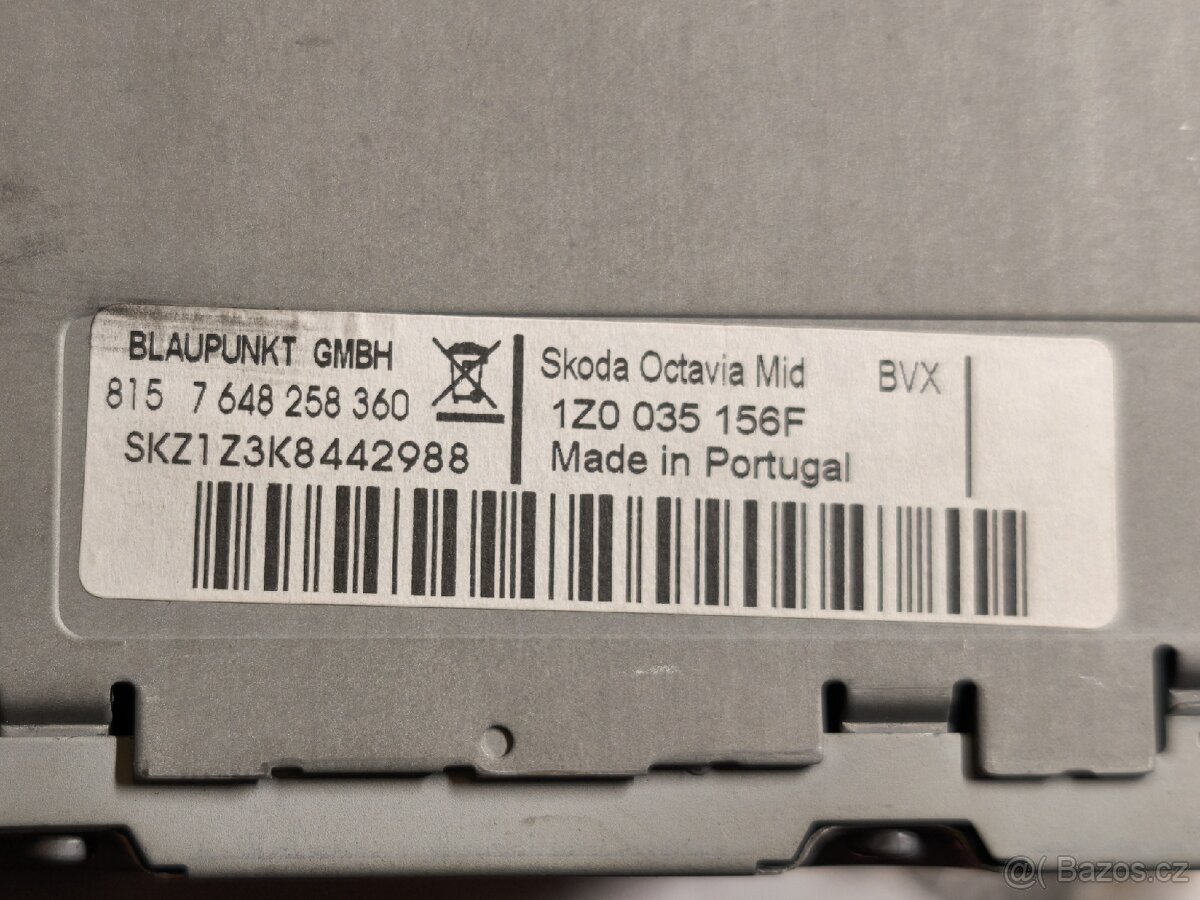 BLAUPUNKT GMBH
815 7 648 258 360
SKZ1Z3K8442988
Skoda Octavia Mid BVX
1Z0 035 156F
Made in Portugal
@( Bazos.cz